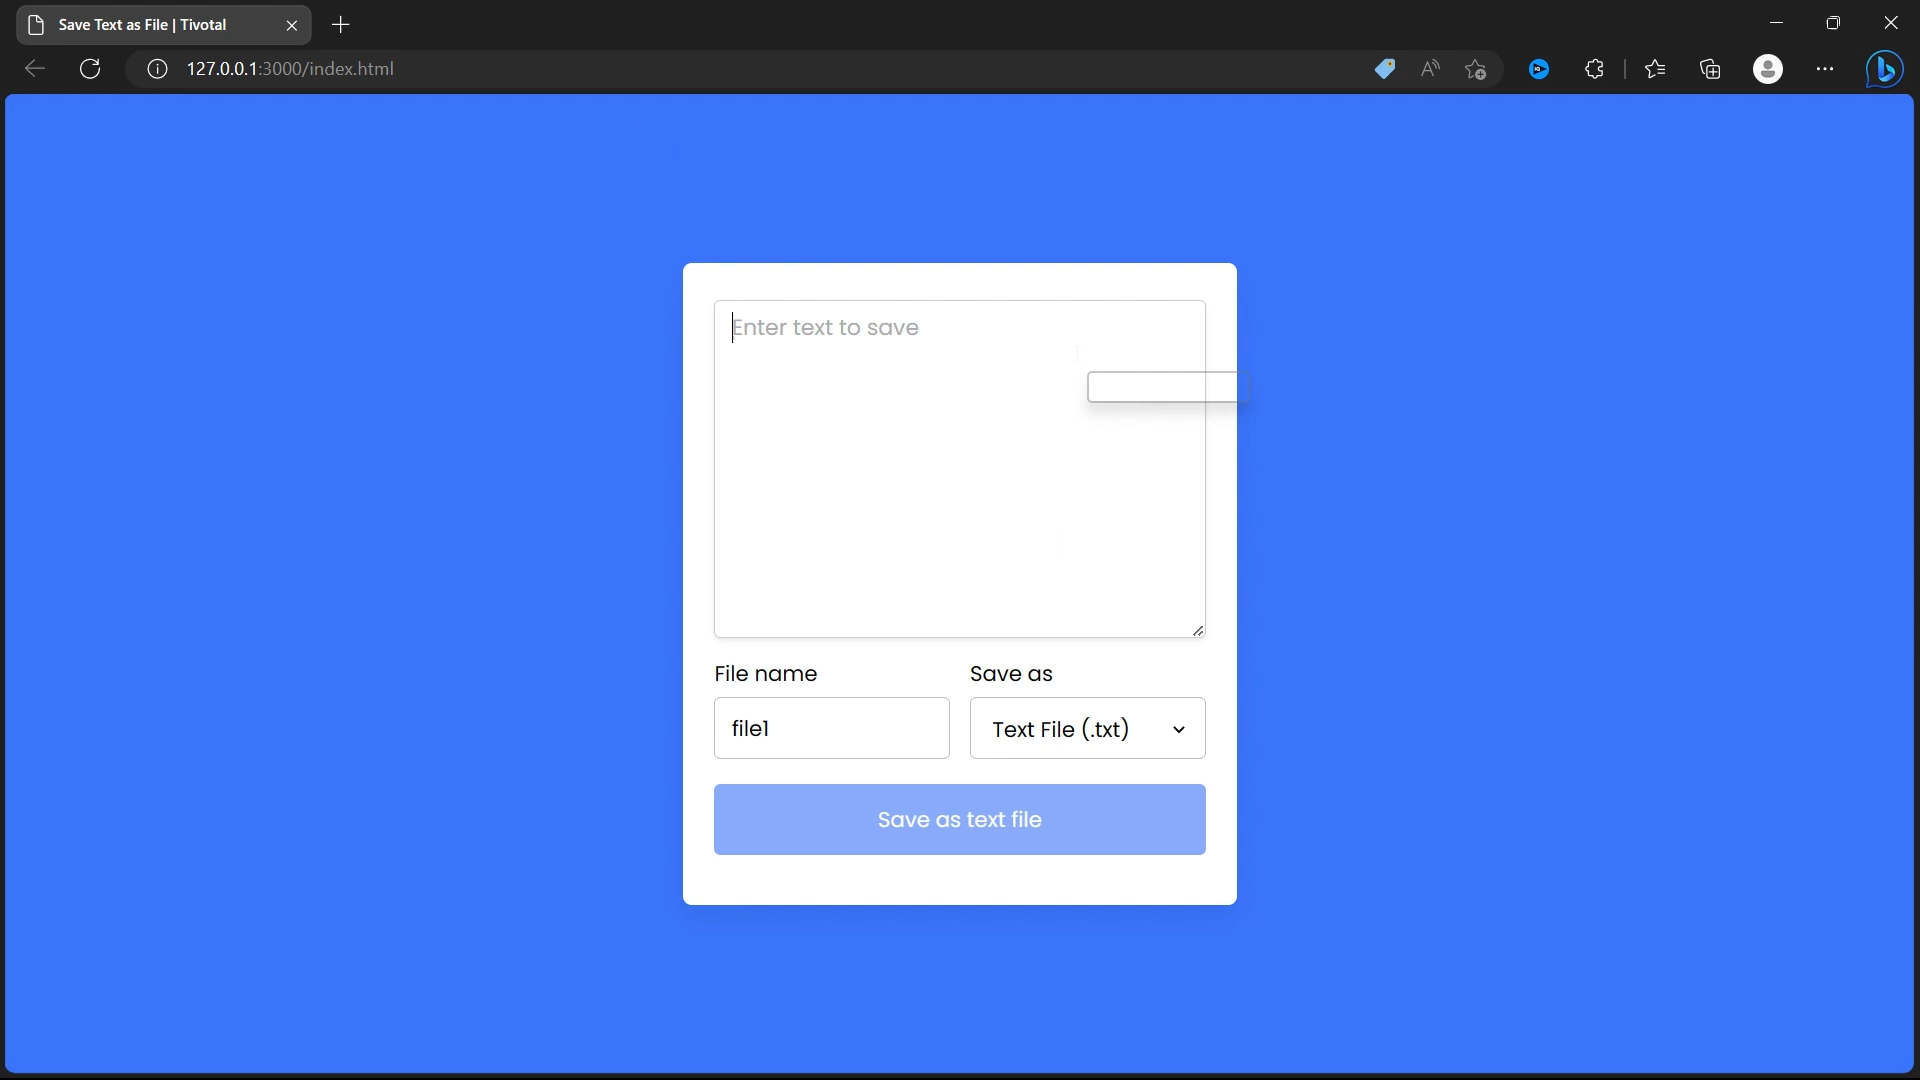 Save Text as File | Tivotal
127.0.0.1:3000/index.html
Enter text to save
File name
Save as
file1
Text File (.txt)
Save as text file